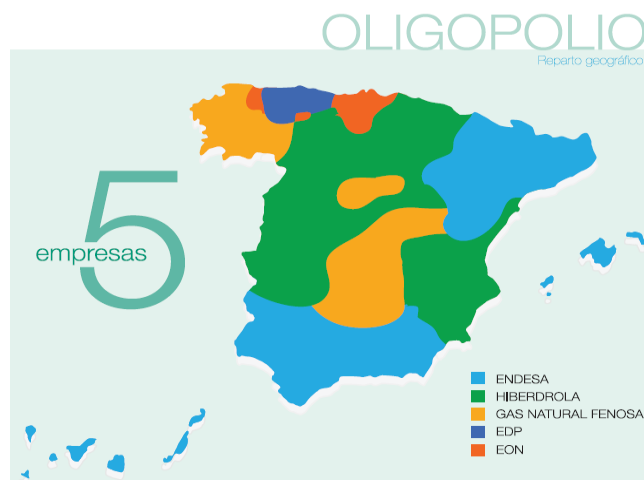 OLIGOPOLIO
Reparto geográfico
5
empresas
ENDESA
HIBERDROLA
GAS NATURAL FENOSA
EDP
EON